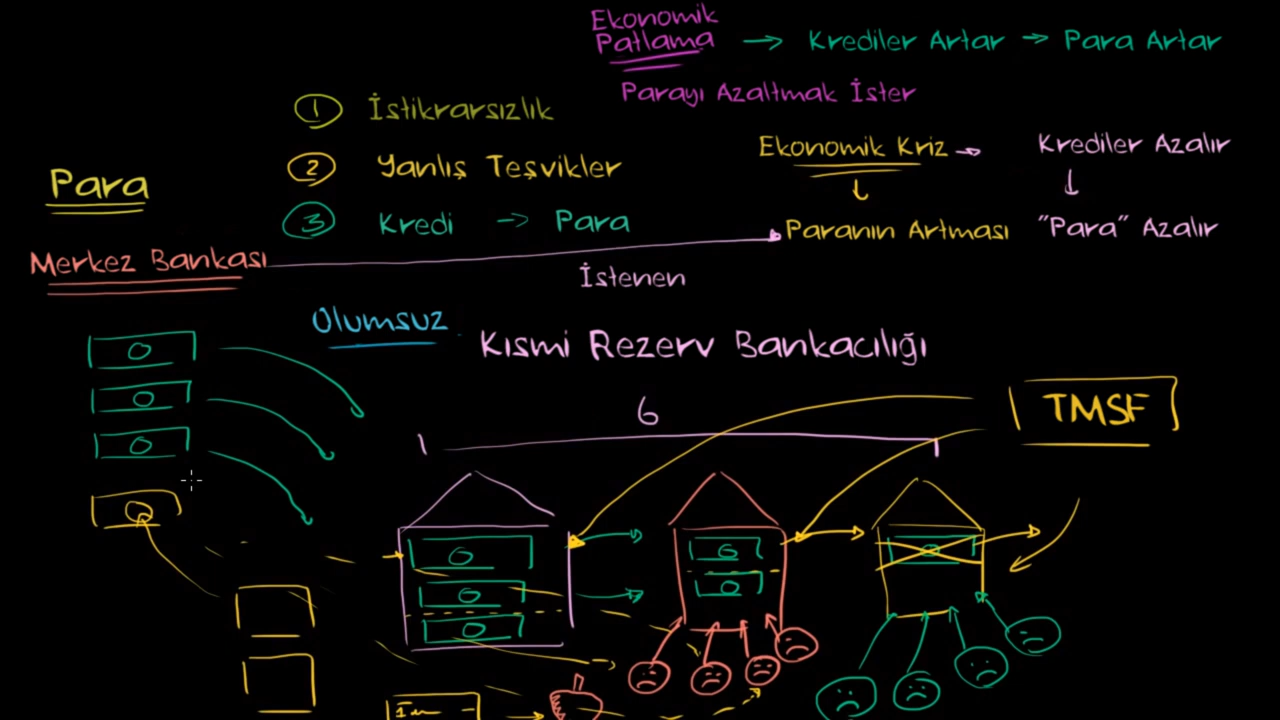 Ekonomik
Patlama → Krediler Artar → Para Artar
Parayı Azaltmak İster
1 İstikrarsızlık
2 Yanlış Teşvikler
3 Kredi → Para
Ekonomik Kriz → Krediler Azalır
Paranın Artması "Para" Azalır
Para
Merkez Bankası
İstenen
Olumsuz
Kısmi Rezerv Bankacılığı
6
TMSF